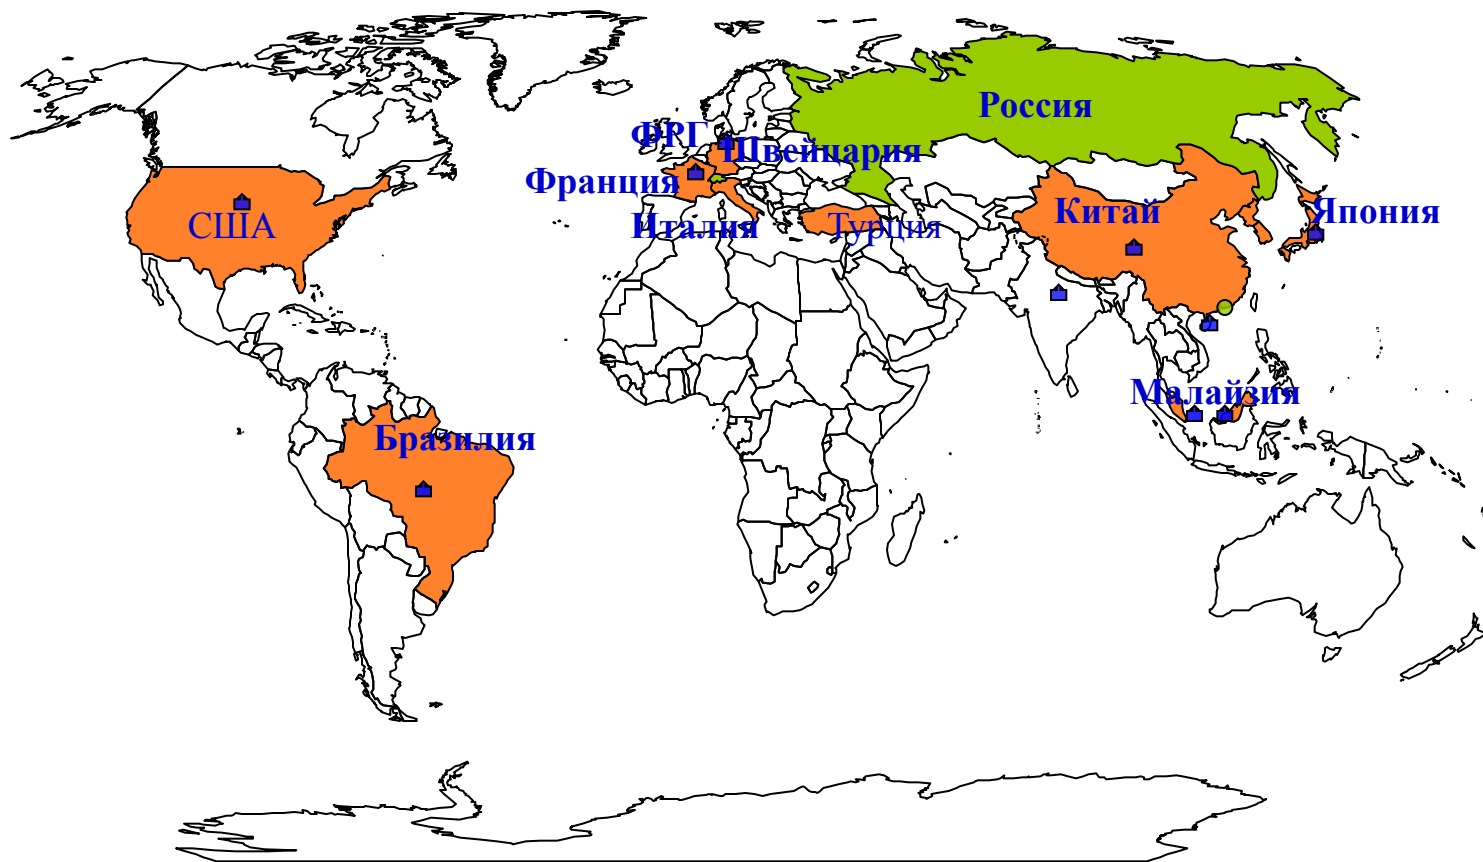 Россия
ФРГ
Швейцария
Франция
США
Италия
Турция
Китай
Япония
Малайзия
Бразилия